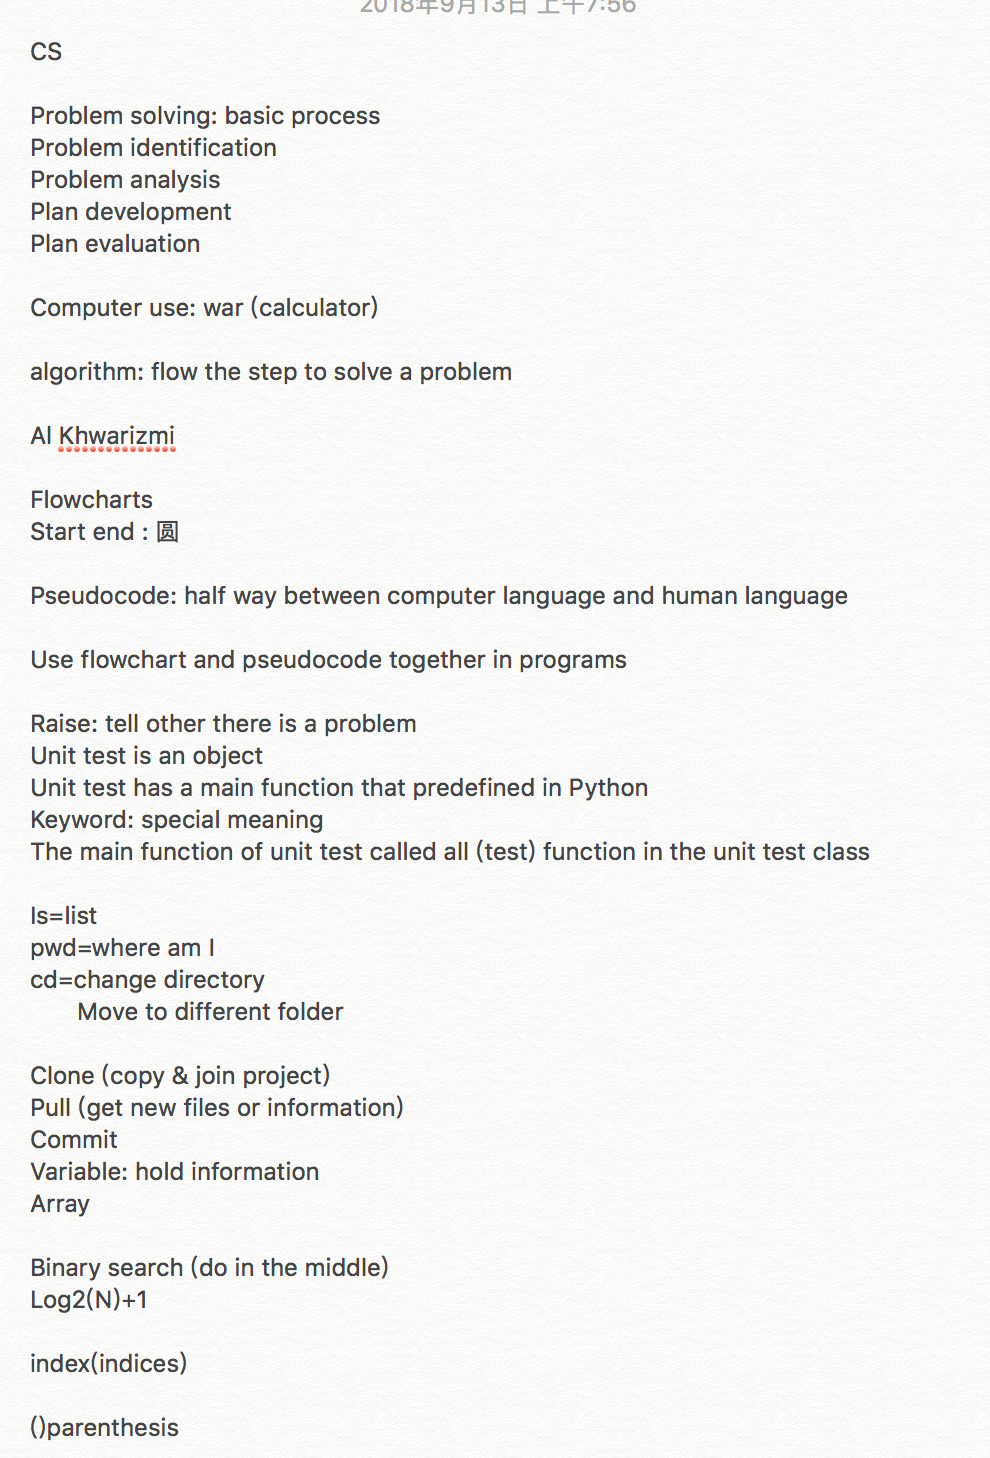 2018年9月13日 上午7:56
CS
Problem solving: basic process
Problem identification
Problem analysis
Plan development
Plan evaluation
Computer use: war (calculator)
algorithm: flow the step to solve a problem
Al Khwarizmi
Flowcharts
Start end : 圆
Pseudocode: half way between computer language and human language
Use flowchart and pseudocode together in programs
Raise: tell other there is a problem
Unit test is an object
Unit test has a main function that predefined in Python
Keyword: special meaning
The main function of unit test called all (test) function in the unit test class
ls=list
pwd=where am I
cd=change directory
Move to different folder
Clone (copy & join project)
Pull (get new files or information)
Commit
Variable: hold information
Array
Binary search (do in the middle)
Log2(N)+1
index(indices)
()parenthesis